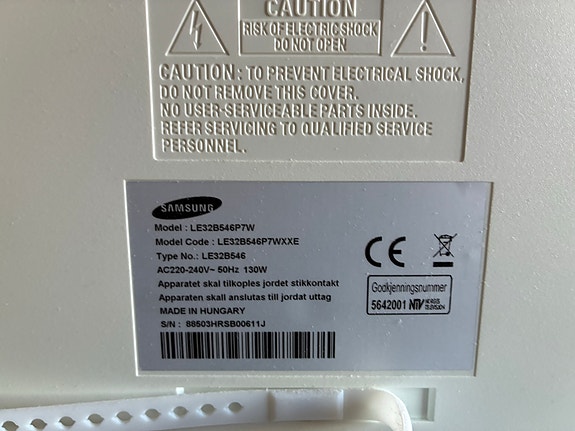 CAUTION
RISK OF ELECTRIC SHOCK
DO NOT OPEN
CAUTION : TO PREVENT ELECTRICAL SHOCK,
DO NOT REMOVE THIS COVER.
NO USER-SERVICEABLE PARTS INSIDE.
REFER SERVICING TO QUALIFIED SERVICE
PERSONNEL.
SAMSUNG
Model : LE32B546P7W
Model Code : LE32B546P7WXXE
Type No.: LE32B546
AC220-240V~ 50Hz 130W
Apparatet skal tilkoples jordet stikkontakt
Apparaten skall anslutas till jordat uttag
MADE IN HUNGARY
S/N : 88503HRSB00611J
CE
Godkjenningsnummer
5642001 NTV NORGES
TELEVISJON